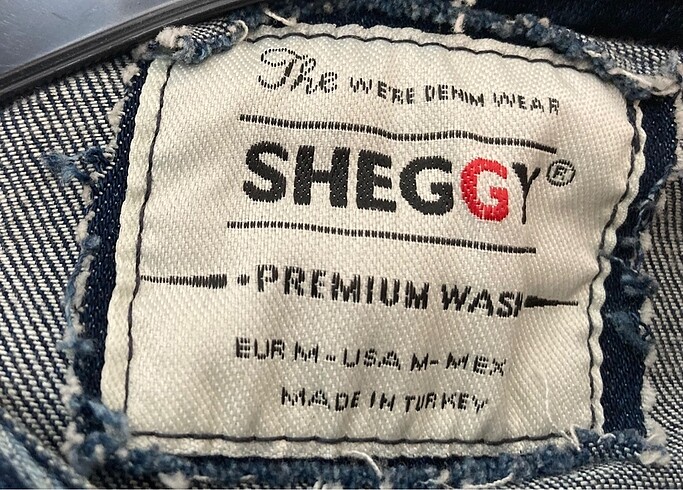 The WERE DENIM WEAR
SHEGGY®
PREMIUM WASH
EUR M - USA M - MEX
MADE IN TURKEY